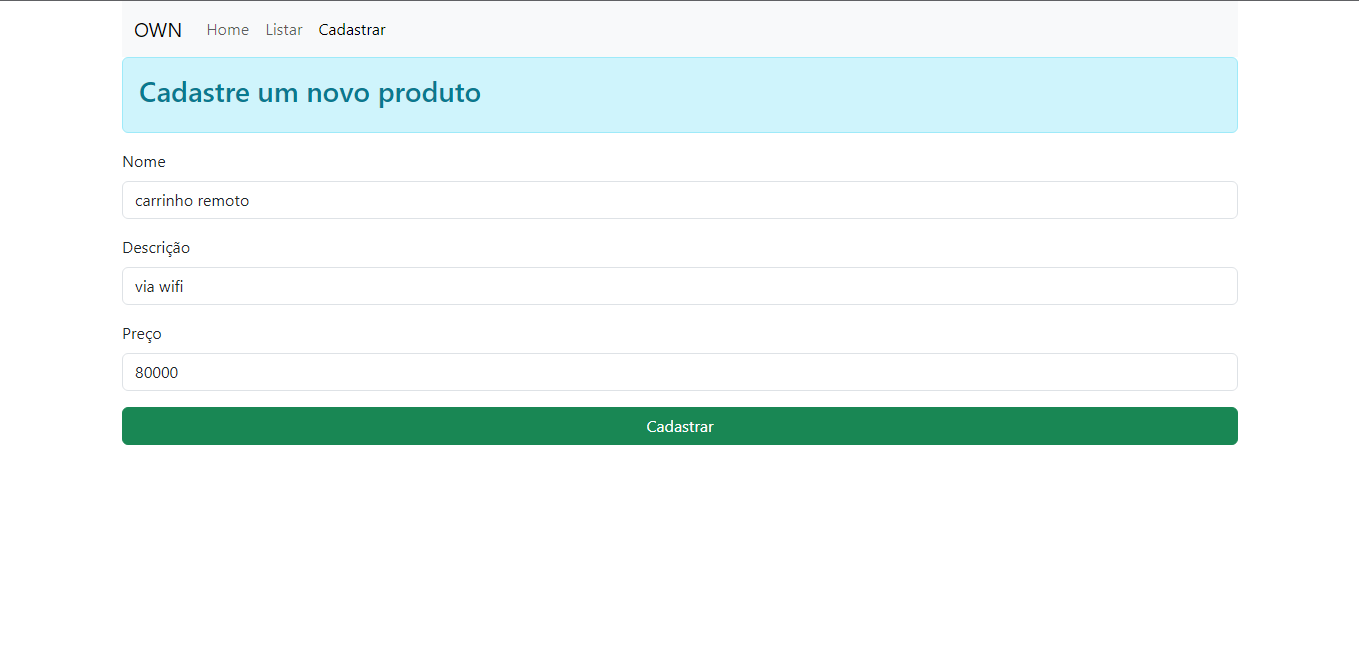 OWN Home Listar Cadastrar
Cadastre um novo produto
Nome
carrinho remoto
Descrição
via wifi
Preço
80000
Cadastrar